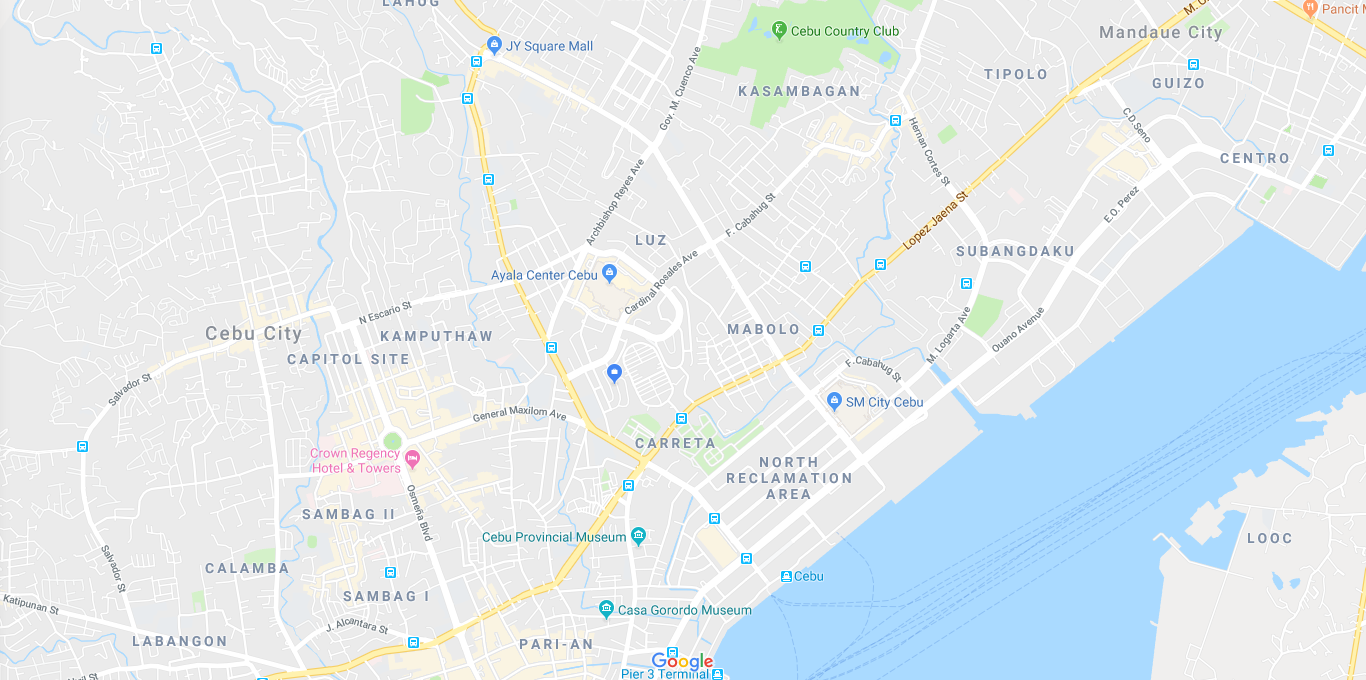 LAHUG
JY Square Mall
Gov. M. Cuenco Ave
Cebu Country Club
KASAMBAGAN
Mandaue City
TIPOLO
GUIZO
Pancit
C.D Seno
CENTRO
Hernan Cortes St
Archbishop Reyes Ave
F. Cabahug St
LUZ
Lopez Jaena St
E.O. Perez
SUBANGDAKU
Ayala Center Cebu
Cardinal Rosales Ave
N Escario St
Cebu City
KAMPUTHAW
CAPITOL SITE
MABOLO
M. Logarta Ave
Ouano Avenue
F. Cabahug St
Salvador St
SM City Cebu
General Maxilom Ave
CARRETA
Crown Regency
Hotel & Towers
NORTH
RECLAMATION
AREA
Osmeña Blvd
SAMBAG II
Cebu Provincial Museum
LOOC
Salvador St
CALAMBA
Cebu
SAMBAG I
Katipunan St
Casa Gorordo Museum
J. Alcantara St
LABANGON
PARI-AN
Google
Pier 3 Terminal